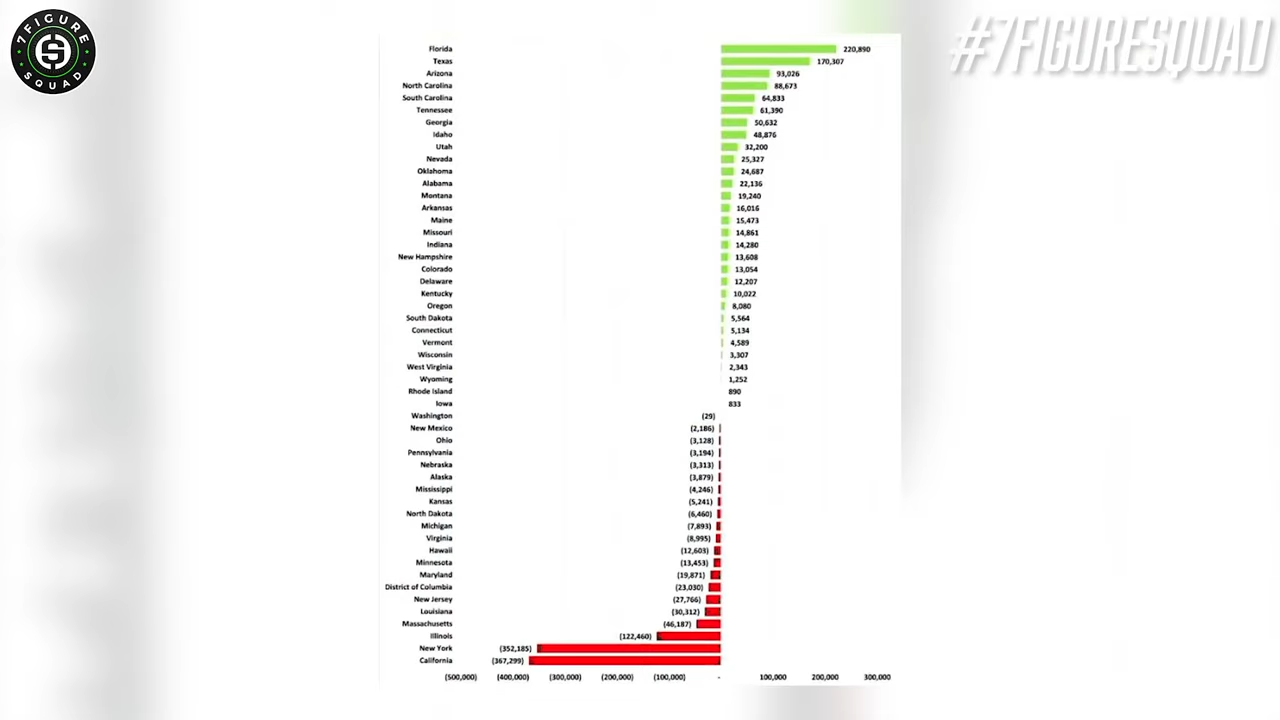 7FIGURE
SQUAD
#7FIGURESQUAD
Florida 220,890
Texas 170,307
Arizona 93,026
North Carolina 88,673
South Carolina 64,833
Tennessee 61,390
Georgia 50,632
Idaho 48,876
Utah 32,200
Nevada 25,327
Oklahoma 24,687
Alabama 22,136
Montana 19,240
Arkansas 16,016
Maine 15,473
Missouri 14,861
Indiana 14,280
New Hampshire 13,608
Colorado 13,054
Delaware 12,207
Kentucky 10,022
Oregon 8,080
South Dakota 5,564
Connecticut 5,134
Vermont 4,589
Wisconsin 3,307
West Virginia 2,343
Wyoming 1,252
Rhode Island 890
Iowa 833
Washington (29)
New Mexico (2,186)
Ohio (3,128)
Pennsylvania (3,194)
Nebraska (3,313)
Alaska (3,879)
Mississippi (4,246)
Kansas (5,241)
North Dakota (6,460)
Michigan (7,893)
Virginia (8,995)
Hawaii (12,603)
Minnesota (13,453)
Maryland (19,871)
District of Columbia (23,030)
New Jersey (27,766)
Louisiana (30,312)
Massachusetts (46,187)
Illinois (122,460)
New York (352,185)
California (367,299)
(500,000) (400,000) (300,000) (200,000) (100,000) - 100,000 200,000 300,000